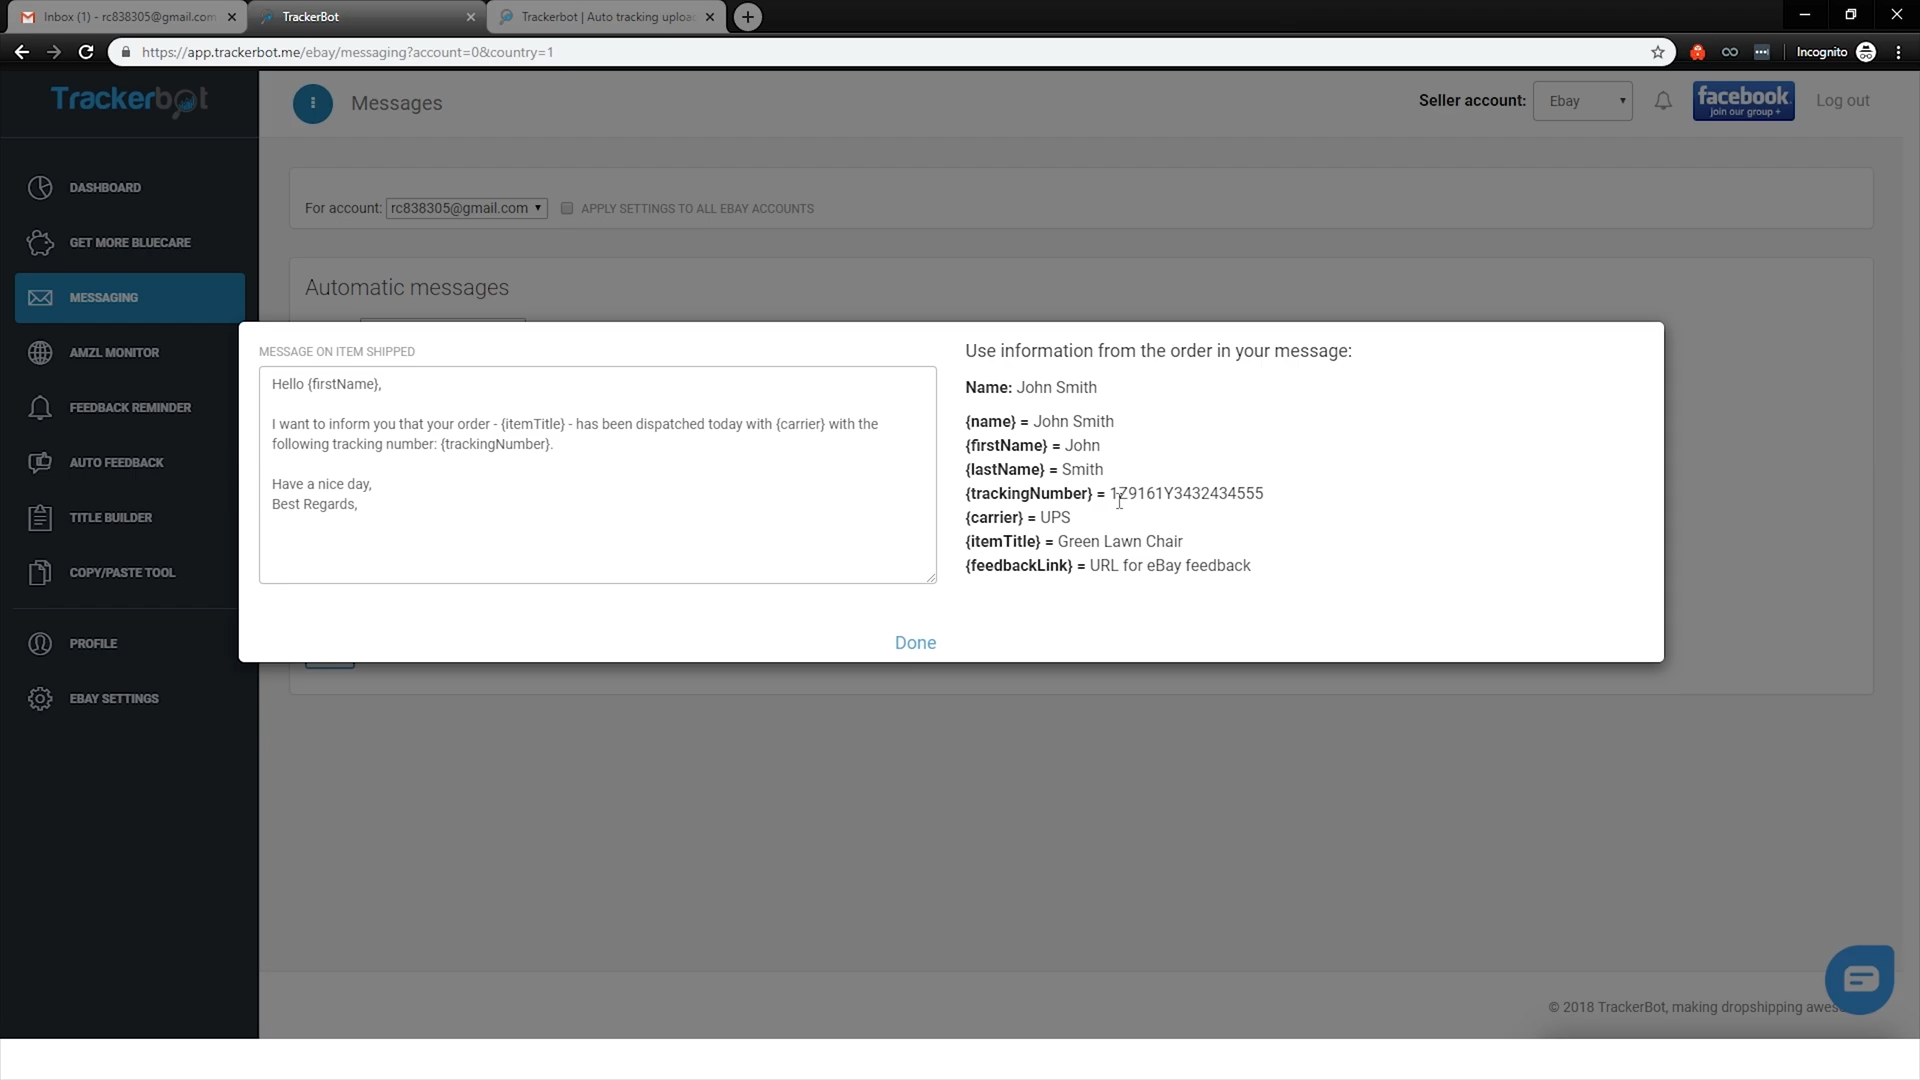 Inbox (1) - rc838305@gmail.com
TrackerBot
Trackerbot | Auto tracking uploa
https://app.trackerbot.me/ebay/messaging?account=0&country=1
Incognito
Trackerbot
Messages
Seller account:
Ebay
facebook
join our group +
Log out
DASHBOARD
GET MORE BLUECARE
MESSAGING
AMZL MONITOR
FEEDBACK REMINDER
AUTO FEEDBACK
TITLE BUILDER
COPY/PASTE TOOL
PROFILE
EBAY SETTINGS
For account: rc838305@gmail.com
APPLY SETTINGS TO ALL EBAY ACCOUNTS
Automatic messages
MESSAGE ON ITEM SHIPPED
Hello {firstName},
I want to inform you that your order - {itemTitle} - has been dispatched today with {carrier} with the
following tracking number: {trackingNumber}.
Have a nice day,
Best Regards,
Use information from the order in your message:
Name: John Smith
{name} = John Smith
{firstName} = John
{lastName} = Smith
{trackingNumber} = 1Z9161Y3432434555
{carrier} = UPS
{itemTitle} = Green Lawn Chair
{feedbackLink} = URL for eBay feedback
Done
© 2018 TrackerBot, making dropshipping awes